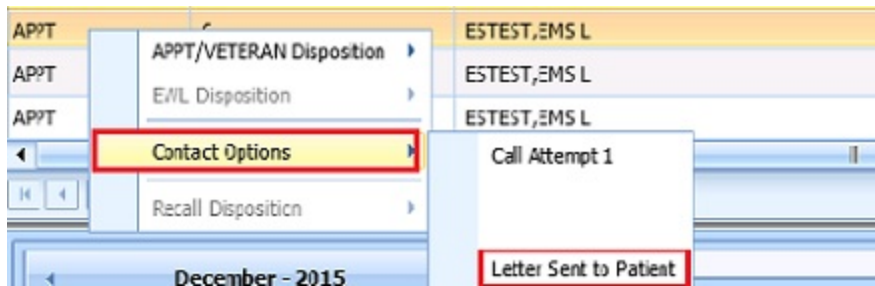 APPT
ESTEST,EMS L
APPT/VETERAN Disposition
APPT
ESTEST,EMS L
EWL Disposition
APPT
ESTEST,EMS L
Contact Options
Call Attempt 1
Recall Disposition
Letter Sent to Patient
December - 2015